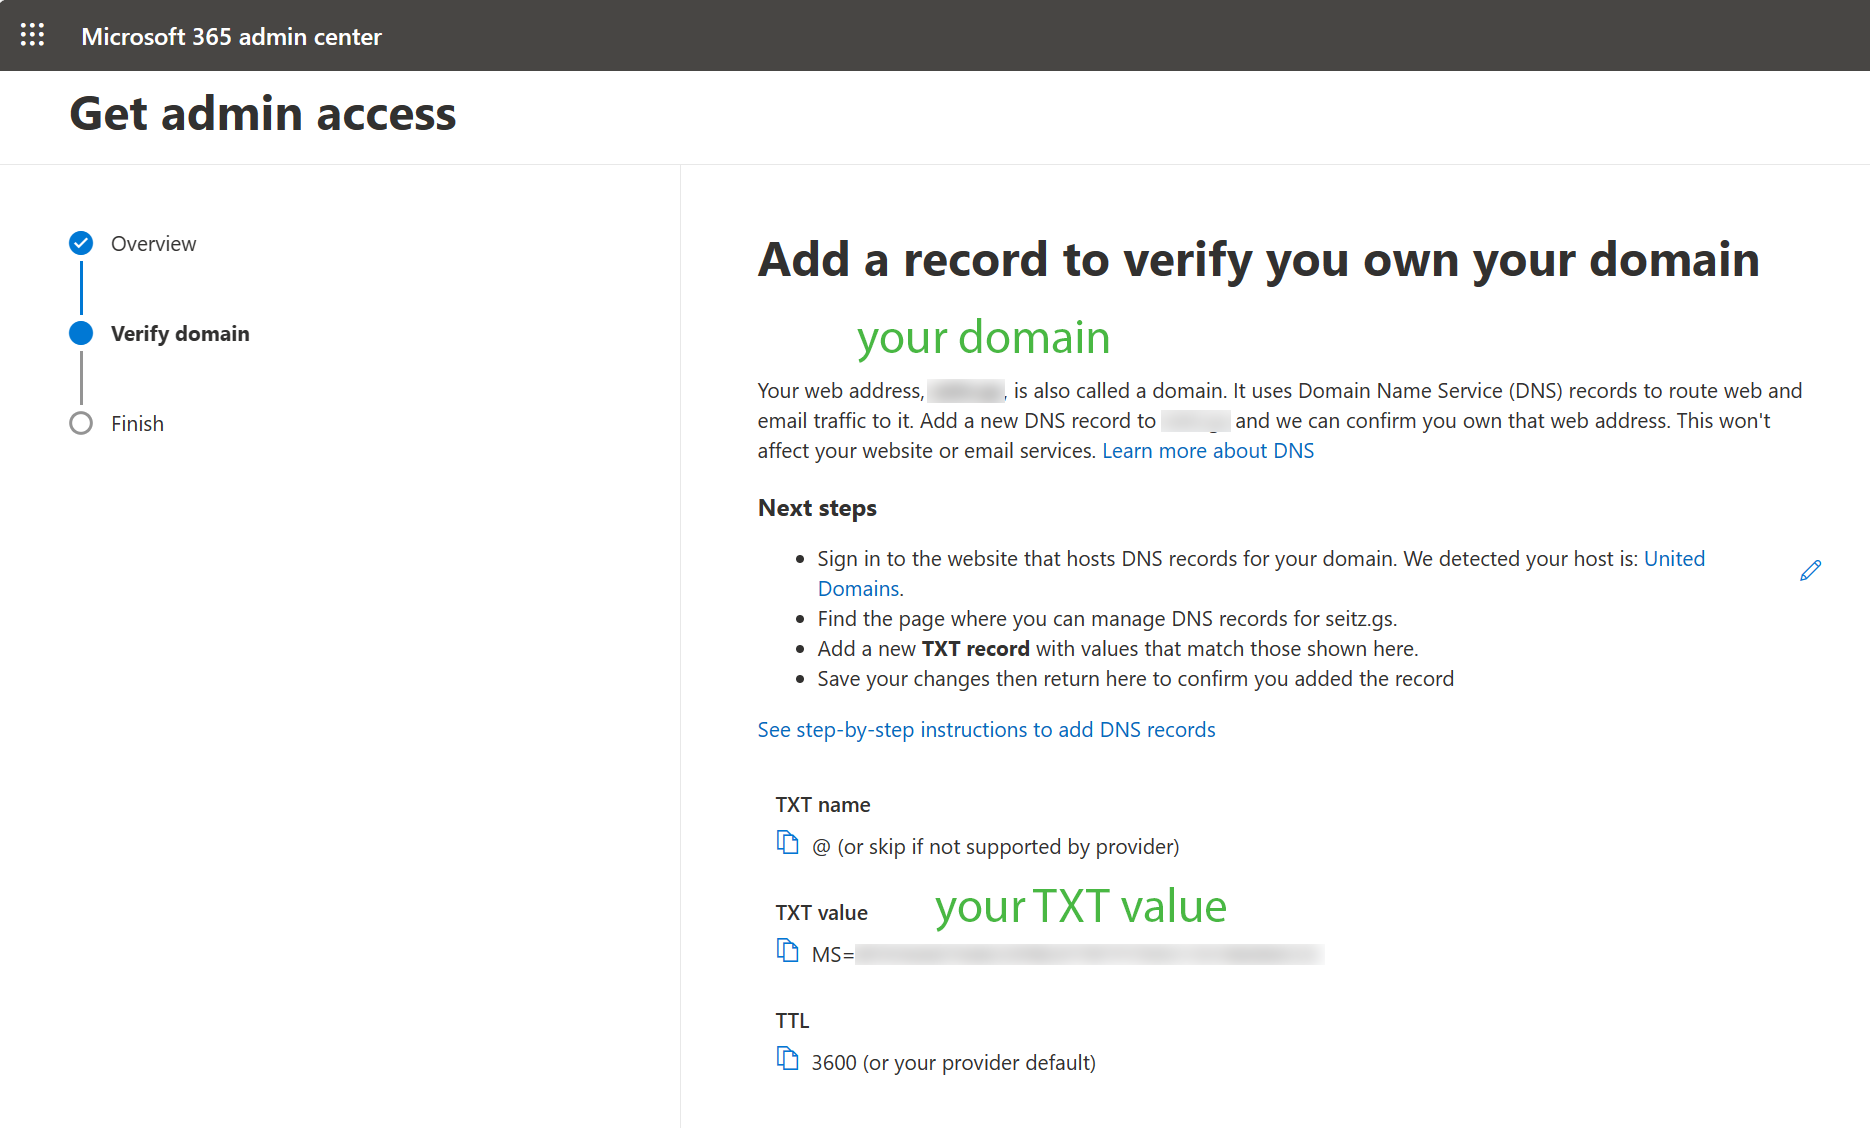 Microsoft 365 admin center
Get admin access
Overview
Verify domain
Finish
Add a record to verify you own your domain
your domain
Your web address, , is also called a domain. It uses Domain Name Service (DNS) records to route web and
email traffic to it. Add a new DNS record to and we can confirm you own that web address. This won't
affect your website or email services. Learn more about DNS
Next steps
• Sign in to the website that hosts DNS records for your domain. We detected your host is: United
Domains.
• Find the page where you can manage DNS records for seitz.gs.
• Add a new TXT record with values that match those shown here.
• Save your changes then return here to confirm you added the record
See step-by-step instructions to add DNS records
TXT name
@ (or skip if not supported by provider)
your TXT value
TXT value
MS=
TTL
3600 (or your provider default)